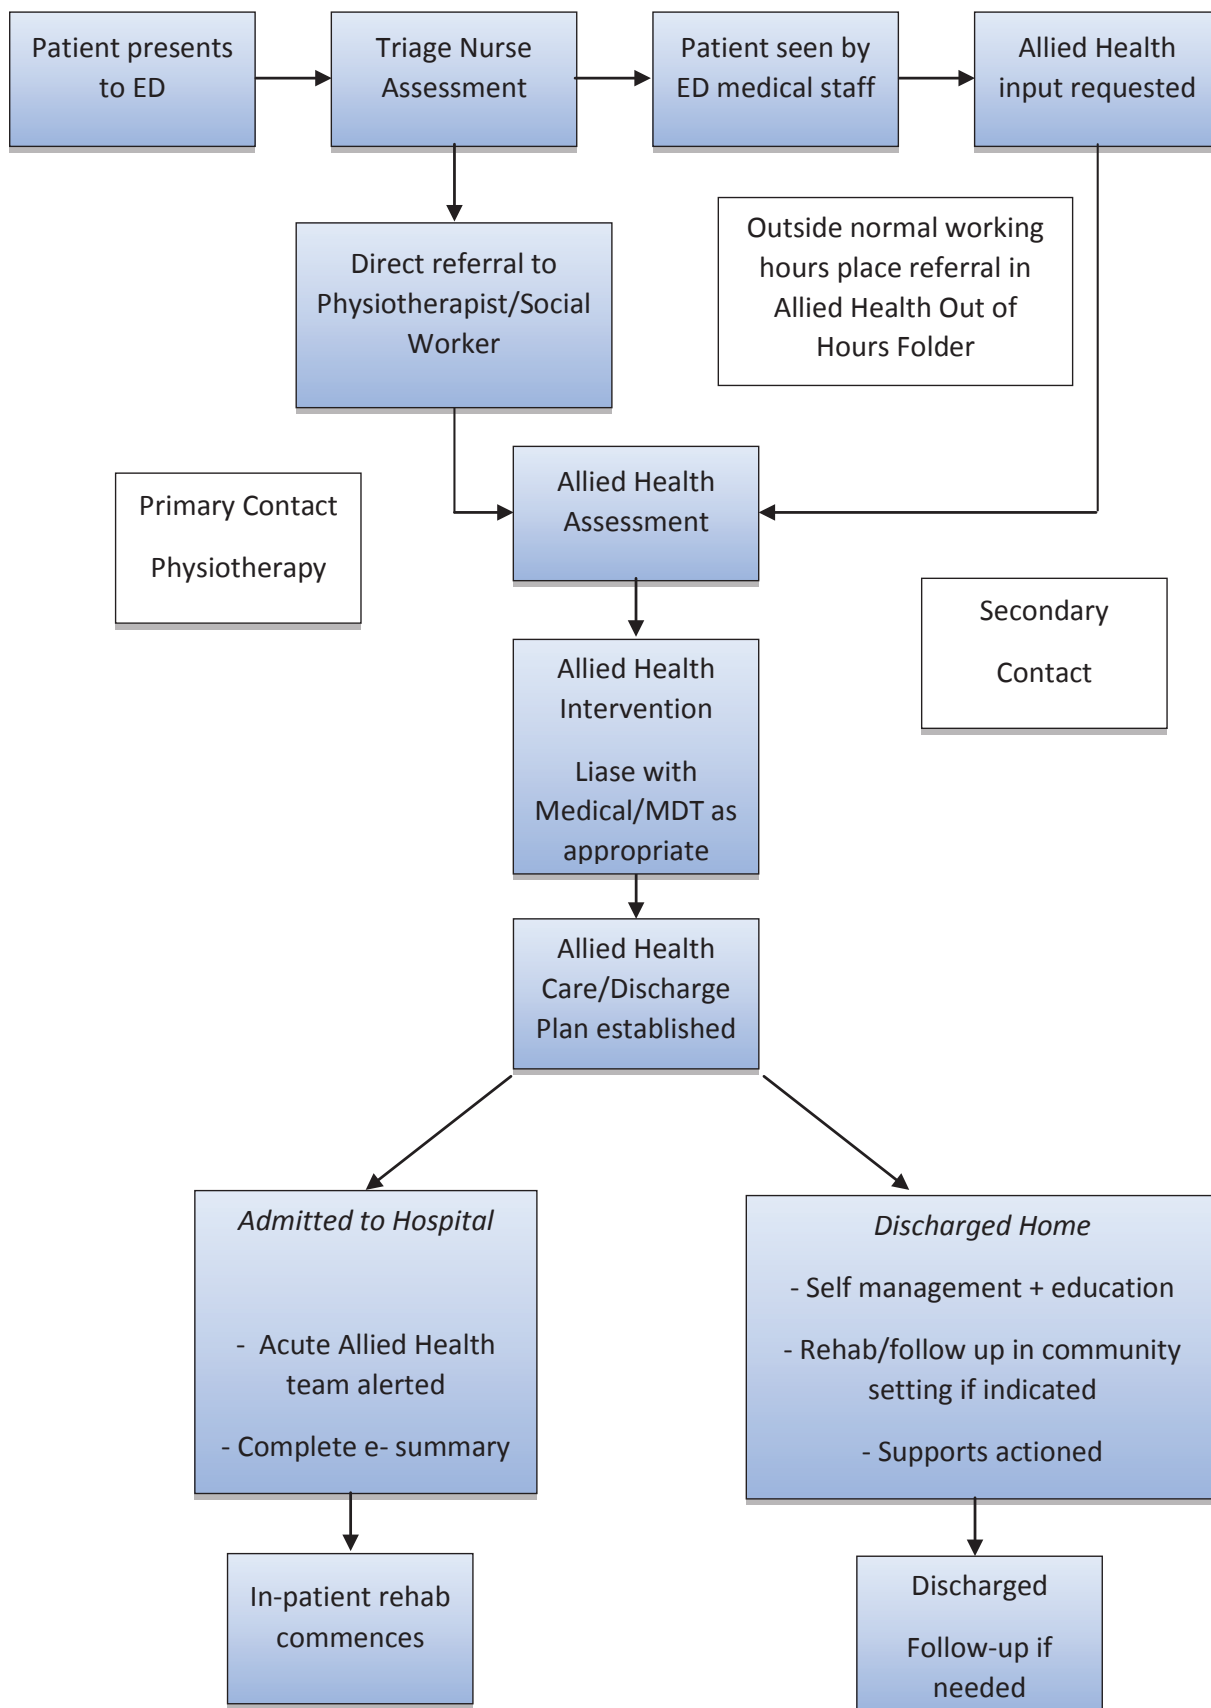 Patient presents
to ED
Triage Nurse
Assessment
Patient seen by
ED medical staff
Allied Health
input requested
Direct referral to
Physiotherapist/Social
Worker
Outside normal working
hours place referral in
Allied Health Out of
Hours Folder
Allied Health
Assessment
Primary Contact
Physiotherapy
Secondary
Contact
Allied Health
Intervention
Liase with
Medical/MDT as
appropriate
Allied Health
Care/Discharge
Plan established
Admitted to Hospital
- Acute Allied Health
team alerted
- Complete e- summary
Discharged Home
- Self management + education
- Rehab/follow up in community
setting if indicated
- Supports actioned
In-patient rehab
commences
Discharged
Follow-up if
needed